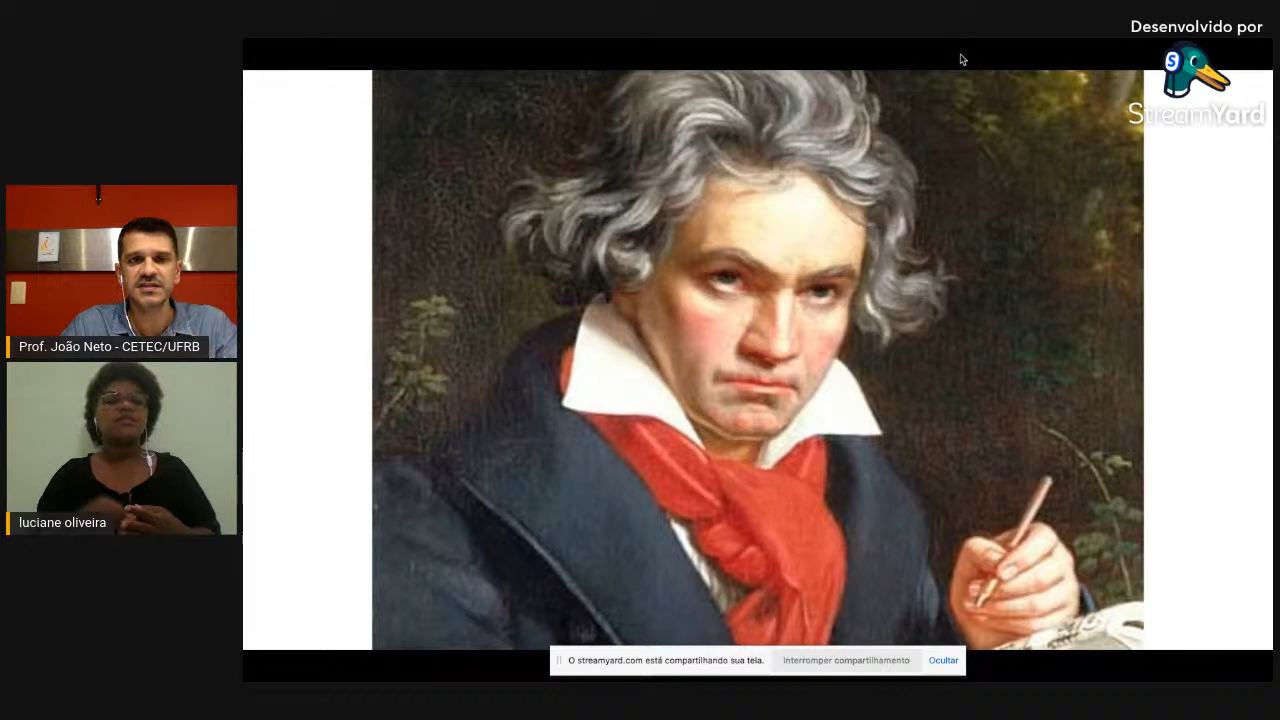 Desenvolvido por
StreamYard
Prof. João Neto - CETEC/UFRB
luciane oliveira
O streamyard.com está compartilhando sua tela.
Interromper compartilhamento
Ocultar